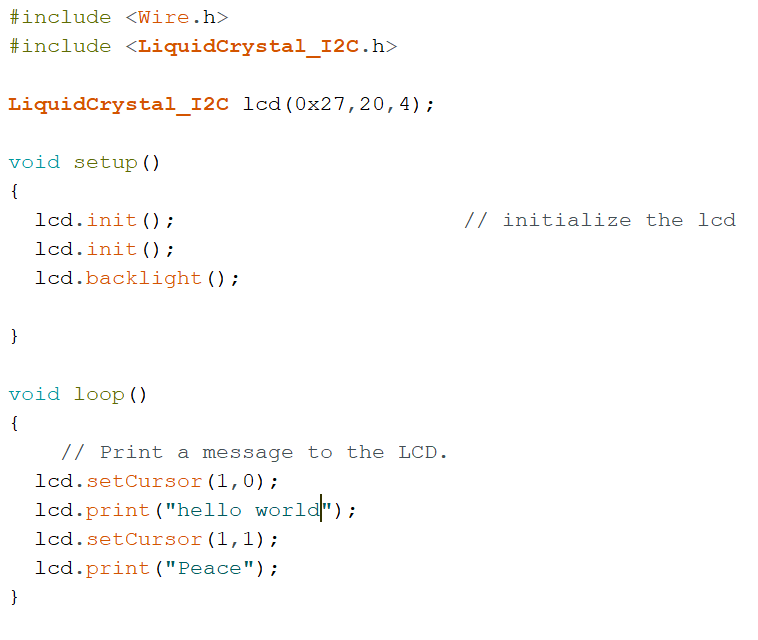 #include <Wire.h>
#include <LiquidCrystal_I2C.h>

LiquidCrystal_I2C lcd(0x27,20,4);

void setup()
{
  lcd.init();                      // initialize the lcd
  lcd.init();
  lcd.backlight();

}

void loop()
{
    // Print a message to the LCD.
  lcd.setCursor(1,0);
  lcd.print("hello world");
  lcd.setCursor(1,1);
  lcd.print("Peace");
}